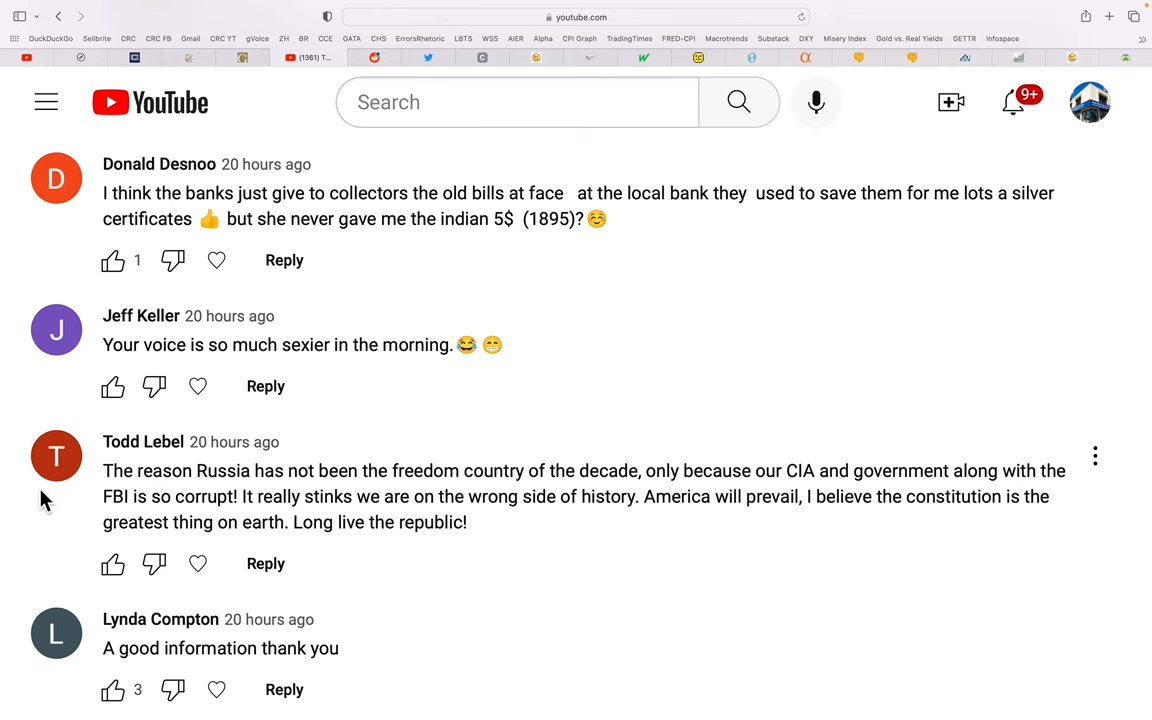 youtube.com
DuckDuckGo Sellbrite CRC CRC FB Gmail CRC YT gVoice ZH BR CCE GATA CHS ErrorsRhetoric LBTS WSS AIER Alpha CPI Graph TradingTimes FRED-CPI Macrotrends Substack DXY Misery Index Gold vs. Real Yields GETTR Infospace
(1361) T...
YouTube
Search
9+
D
Donald Desnoo 20 hours ago
I think the banks just give to collectors the old bills at face at the local bank they used to save them for me lots a silver
certificates 👍 but she never gave me the indian 5$ (1895)?☺️
1 Reply
J
Jeff Keller 20 hours ago
Your voice is so much sexier in the morning.😂 😁
Reply
T
Todd Lebel 20 hours ago
The reason Russia has not been the freedom country of the decade, only because our CIA and government along with the
FBI is so corrupt! It really stinks we are on the wrong side of history. America will prevail, I believe the constitution is the
greatest thing on earth. Long live the republic!
Reply
L
Lynda Compton 20 hours ago
A good information thank you
3 Reply